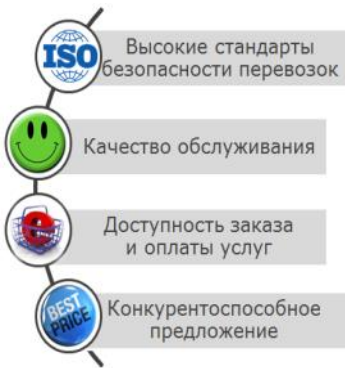 ISO
Высокие стандарты
безопасности перевозок
Качество обслуживания
Доступность заказа
и оплаты услуг
BEST
PRICE
Конкурентоспособное
предложение